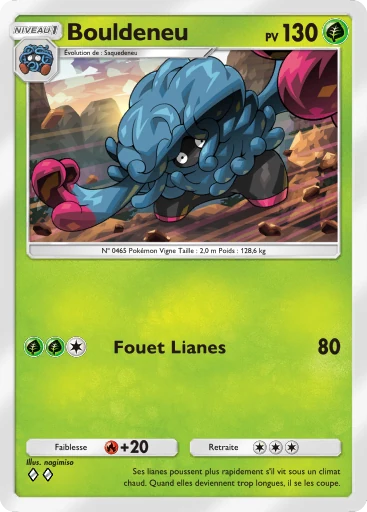 NIVEAU 1
Bouldeneu
PV 130
Évolution de : Saquedeneu
N° 0465 Pokémon Vigne Taille : 2,0 m Poids : 128,6 kg
Fouet Lianes 80
Faiblesse +20 Retraite
Illus. nagimiso
Ses lianes poussent plus rapidement s'il vit sous un climat
chaud. Quand elles deviennent trop longues, il se les coupe.